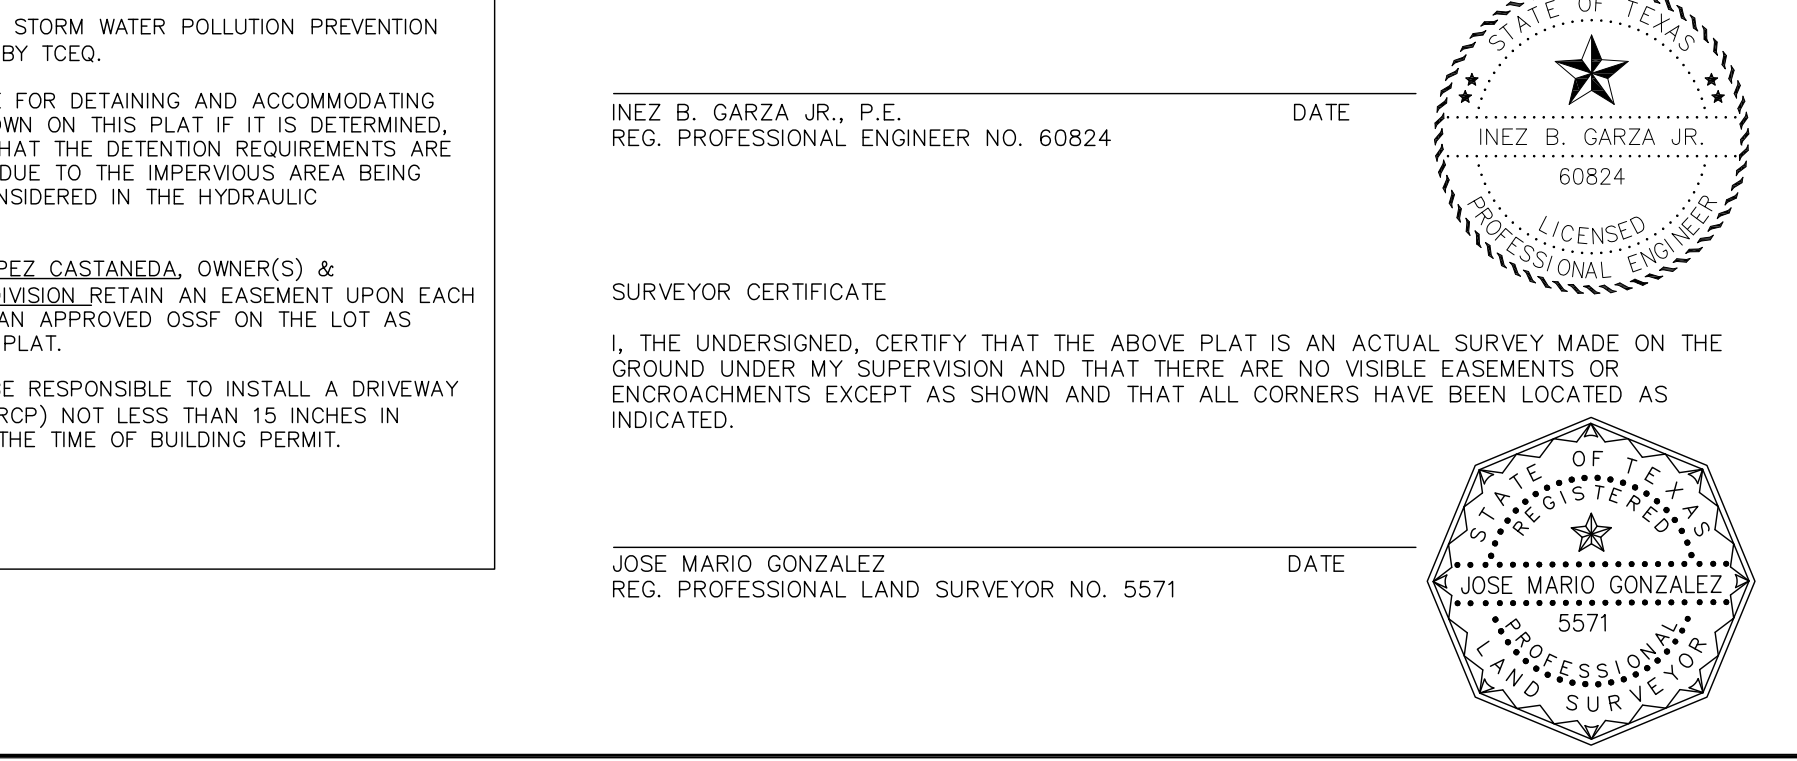 STORM WATER POLLUTION PREVENTION
BY TCEQ.
FOR DETAINING AND ACCOMMODATING
OWN ON THIS PLAT IF IT IS DETERMINED,
HAT THE DETENTION REQUIREMENTS ARE
DUE TO THE IMPERVIOUS AREA BEING
NSIDERED IN THE HYDRAULIC
PEZ CASTANEDA, OWNER(S) &
IVISION RETAIN AN EASEMENT UPON EACH
AN APPROVED OSSF ON THE LOT AS
PLAT.
BE RESPONSIBLE TO INSTALL A DRIVEWAY
RCP) NOT LESS THAN 15 INCHES IN
THE TIME OF BUILDING PERMIT.
INEZ B. GARZA JR., P.E. DATE
REG. PROFESSIONAL ENGINEER NO. 60824
STATE OF TEXAS
INEZ B. GARZA JR.
60824
LICENSED
PROFESSIONAL ENGINEER
SURVEYOR CERTIFICATE
I, THE UNDERSIGNED, CERTIFY THAT THE ABOVE PLAT IS AN ACTUAL SURVEY MADE ON THE
GROUND UNDER MY SUPERVISION AND THAT THERE ARE NO VISIBLE EASEMENTS OR
ENCROACHMENTS EXCEPT AS SHOWN AND THAT ALL CORNERS HAVE BEEN LOCATED AS
INDICATED.
JOSE MARIO GONZALEZ DATE
REG. PROFESSIONAL LAND SURVEYOR NO. 5571
STATE OF TEXAS
REGISTERED
JOSE MARIO GONZALEZ
5571
PROFESSIONAL
LAND SURVEYOR